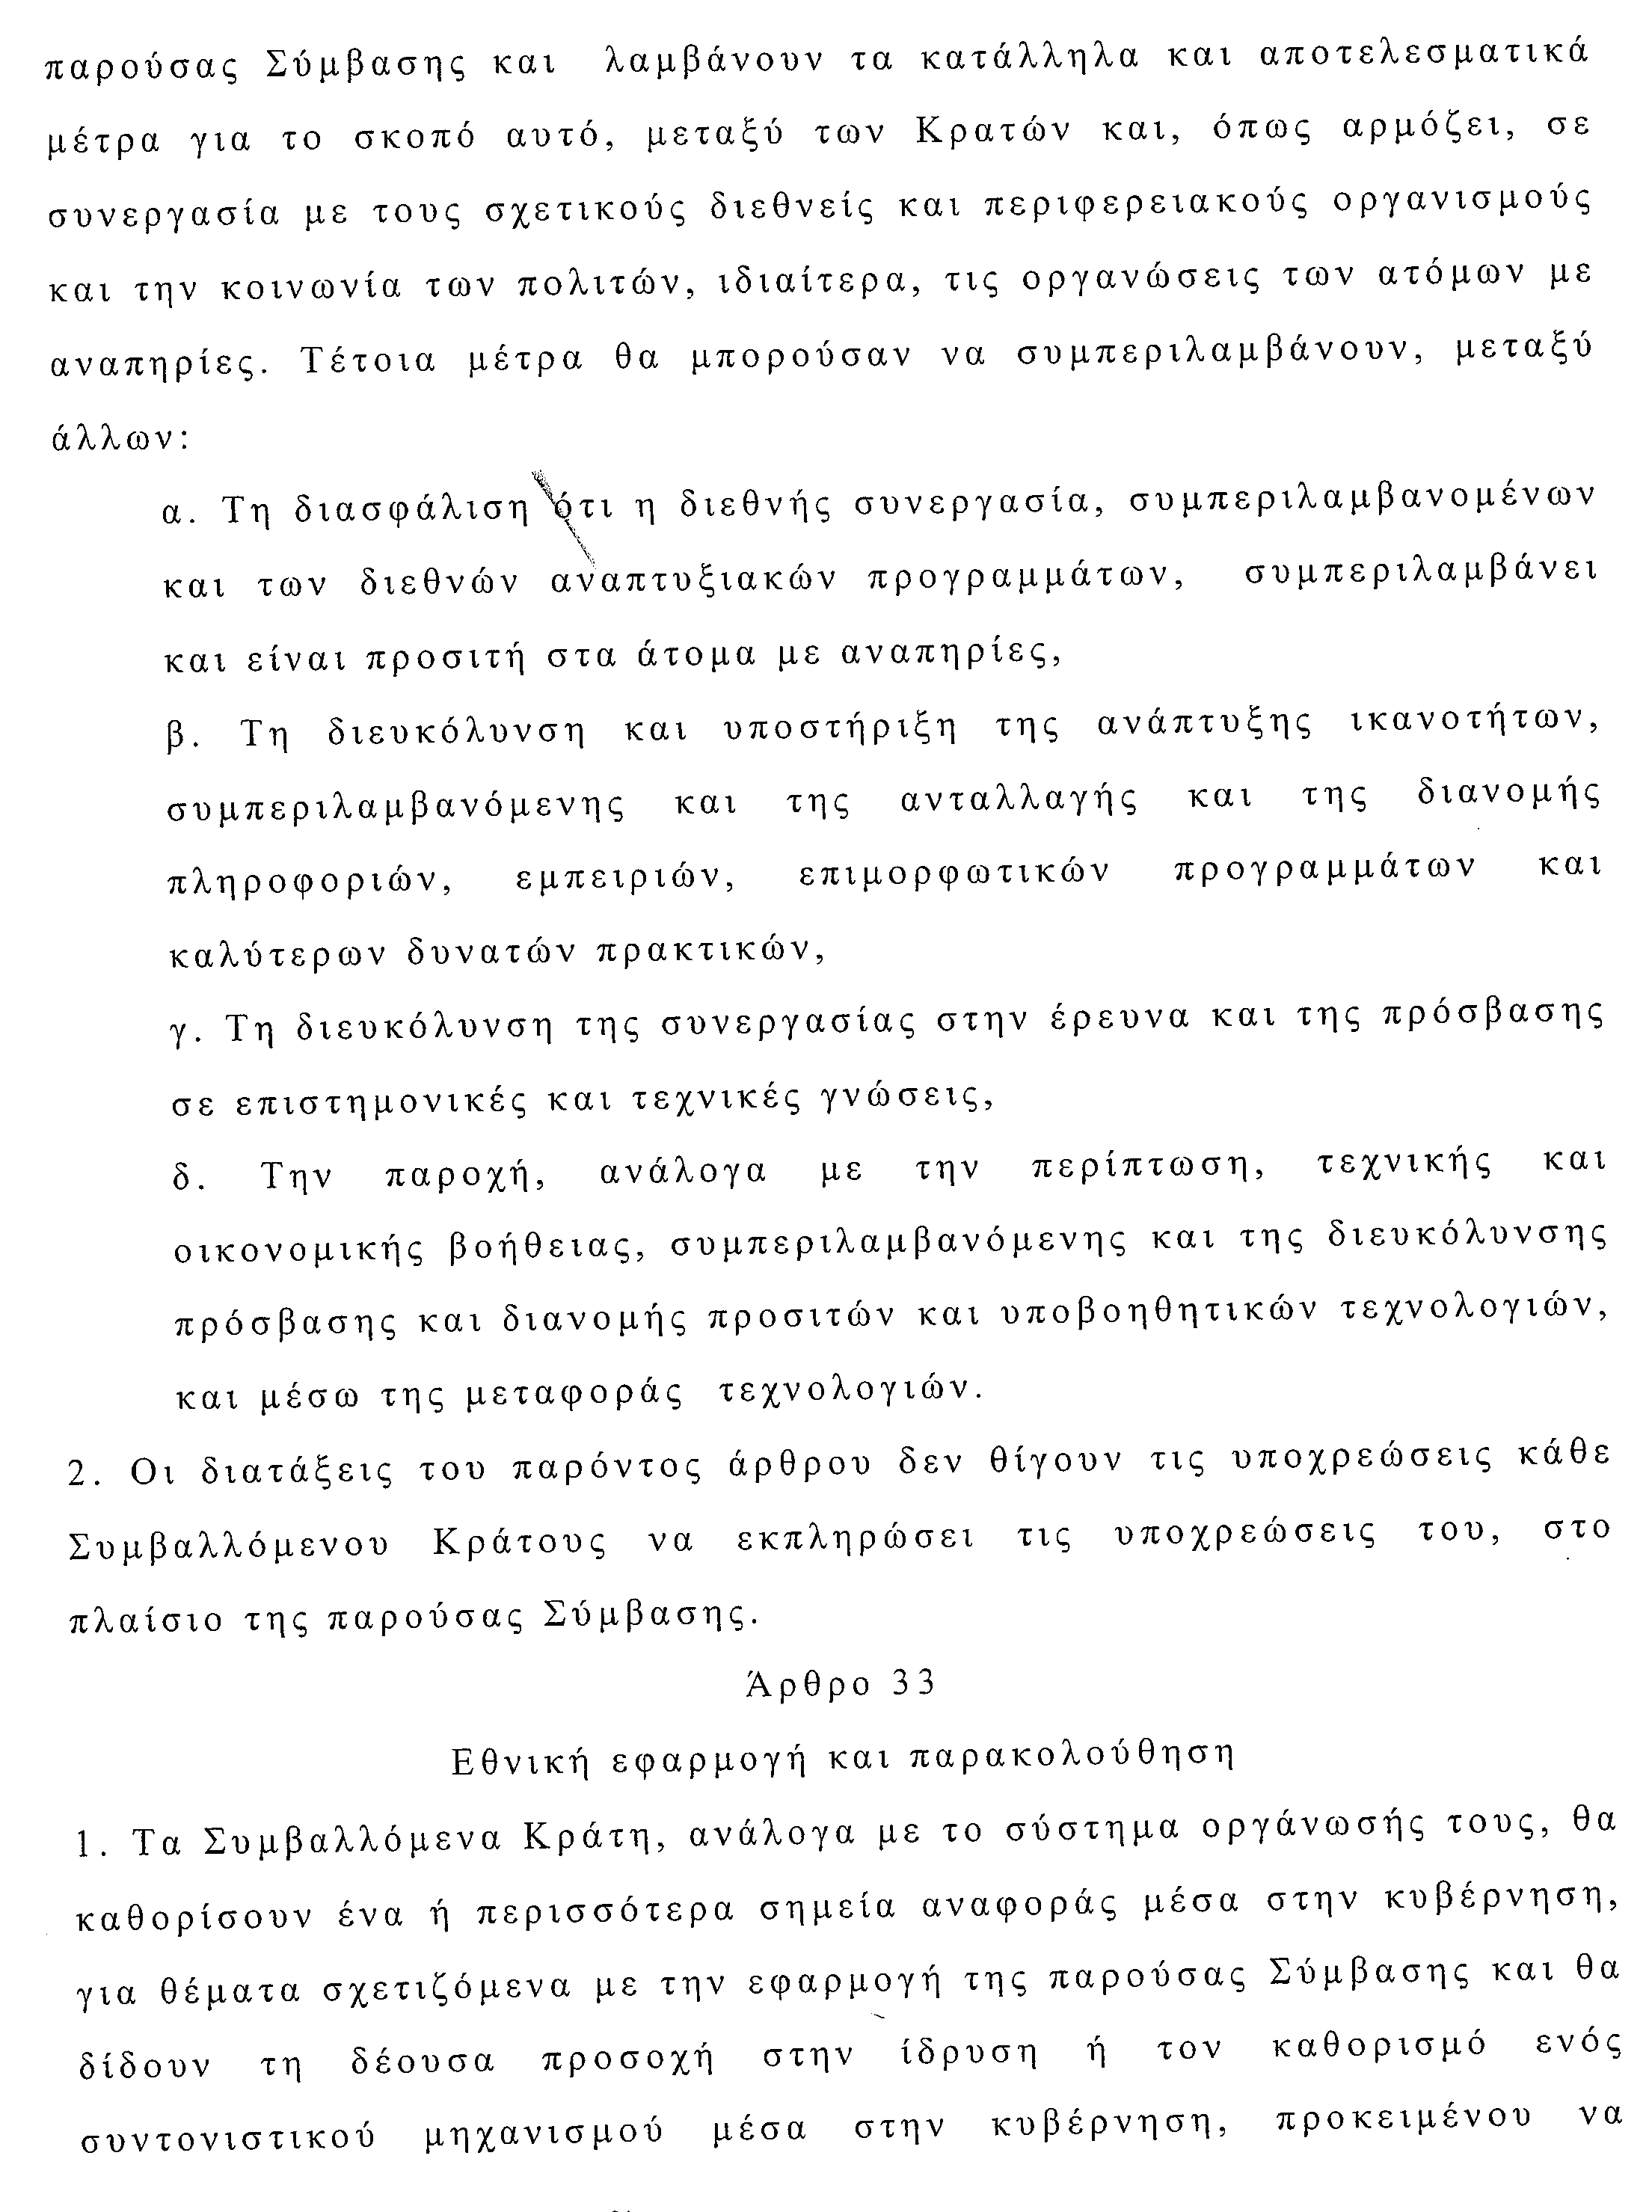 παρούσας Σύμβασης και λαμβάνουν τα κατάλληλα και αποτελεσματικά
μέτρα για το σκοπό αυτό, μεταξύ των Κρατών και, όπως αρμόζει, σε
συνεργασία με τους σχετικούς διεθνείς και περιφερειακούς οργανισμούς
και την κοινωνία των πολιτών, ιδιαίτερα, τις οργανώσεις των ατόμων με
αναπηρίες. Τέτοια μέτρα θα μπορούσαν να συμπεριλαμβάνουν, μεταξύ
άλλων:
α. Τη διασφάλιση ότι η διεθνής συνεργασία, συμπεριλαμβανομένων
και των διεθνών αναπτυξιακών προγραμμάτων, συμπεριλαμβάνει
και είναι προσιτή στα άτομα με αναπηρίες,
β. Τη διευκόλυνση και υποστήριξη της ανάπτυξης ικανοτήτων,
συμπεριλαμβανόμενης και της ανταλλαγής και της διανομής
πληροφοριών, εμπειριών, επιμορφωτικών προγραμμάτων και
καλύτερων δυνατών πρακτικών,
γ. Τη διευκόλυνση της συνεργασίας στην έρευνα και της πρόσβασης
σε επιστημονικές και τεχνικές γνώσεις,
δ. Την παροχή, ανάλογα με την περίπτωση, τεχνικής και
οικονομικής βοήθειας, συμπεριλαμβανόμενης και της διευκόλυνσης
πρόσβασης και διανομής προσιτών και υποβοηθητικών τεχνολογιών,
και μέσω της μεταφοράς τεχνολογιών.
2. Οι διατάξεις του παρόντος άρθρου δεν θίγουν τις υποχρεώσεις κάθε
Συμβαλλόμενου Κράτους να εκπληρώσει τις υποχρεώσεις του, στο
πλαίσιο της παρούσας Σύμβασης.
Άρθρο 33
Εθνική εφαρμογή και παρακολούθηση
1. Τα Συμβαλλόμενα Κράτη, ανάλογα με το σύστημα οργάνωσής τους, θα
καθορίσουν ένα ή περισσότερα σημεία αναφοράς μέσα στην κυβέρνηση,
για θέματα σχετιζόμενα με την εφαρμογή της παρούσας Σύμβασης και θα
δίδουν τη δέουσα προσοχή στην ίδρυση ή τον καθορισμό ενός
συντονιστικού μηχανισμού μέσα στην κυβέρνηση, προκειμένου να